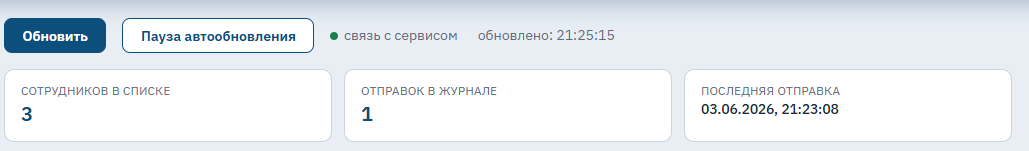 Обновить
Пауза автообновления
связь с сервисом
обновлено: 21:25:15
СОТРУДНИКОВ В СПИСКЕ
3
ОТПРАВОК В ЖУРНАЛЕ
1
ПОСЛЕДНЯЯ ОТПРАВКА
03.06.2026, 21:23:08